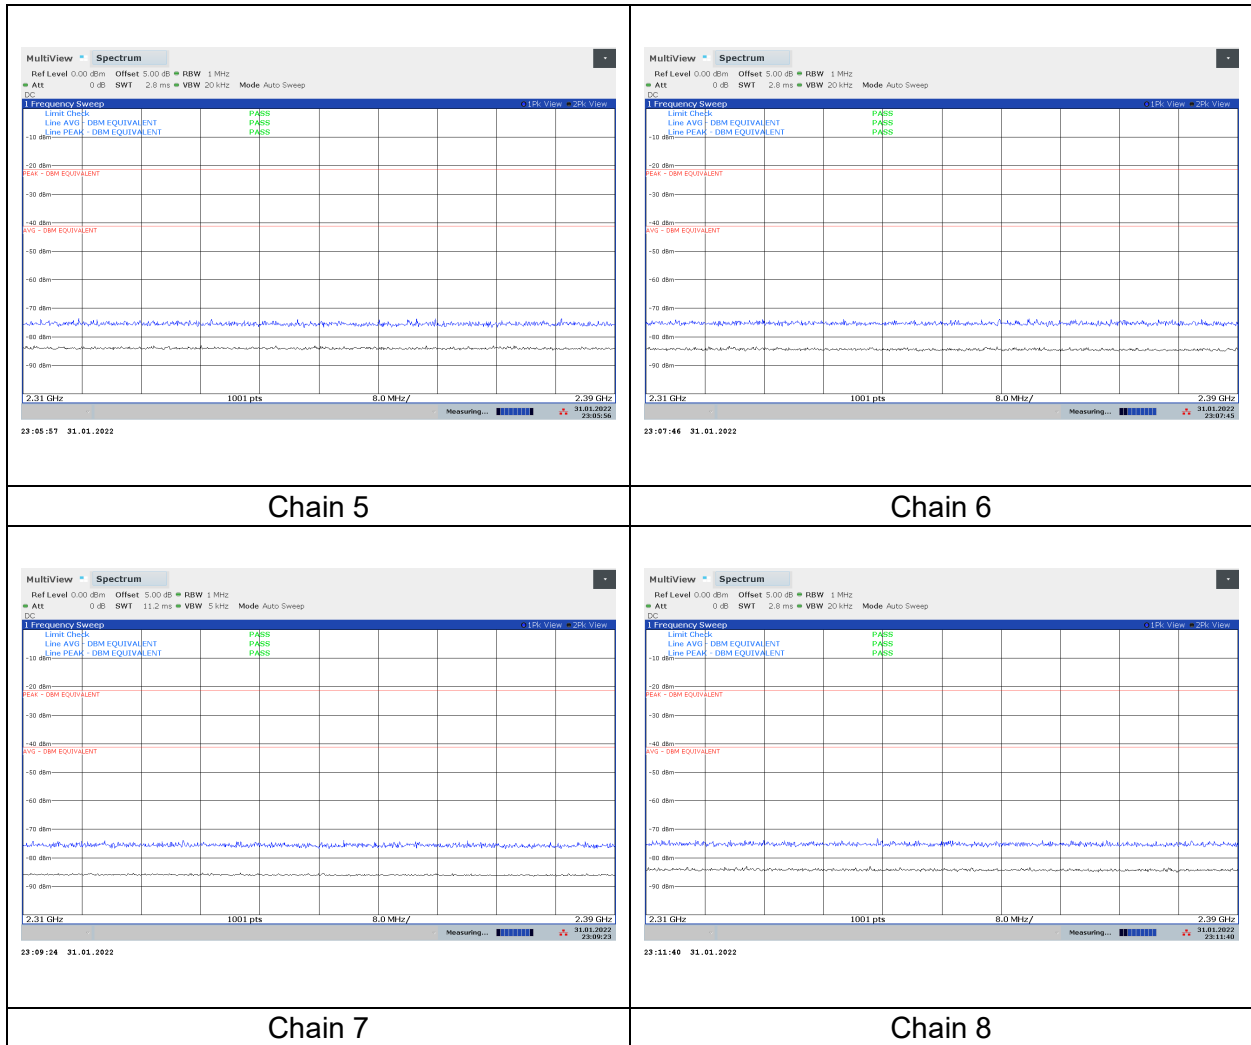 MultiView Spectrum
Ref Level 0.00 dBm Offset 5.00 dB RBW 1 MHz
Att 0 dB SWT 2.8 ms VBW 20 kHz Mode Auto Sweep
DC
1 Frequency Sweep 1Pk View 2Pk View
Limit Check PASS
Line AVG - DBM EQUIVALENT PASS
Line PEAK - DBM EQUIVALENT PASS
-10 dBm
-20 dBm
PEAK - DBM EQUIVALENT
-30 dBm
-40 dBm
AVG - DBM EQUIVALENT
-50 dBm
-60 dBm
-70 dBm
-80 dBm
-90 dBm
2.31 GHz 1001 pts 8.0 MHz/ 2.39 GHz
Measuring... 31.01.2022
23:05:56
23:05:57 31.01.2022
Chain 5
MultiView Spectrum
Ref Level 0.00 dBm Offset 5.00 dB RBW 1 MHz
Att 0 dB SWT 2.8 ms VBW 20 kHz Mode Auto Sweep
DC
1 Frequency Sweep 1Pk View 2Pk View
Limit Check PASS
Line AVG - DBM EQUIVALENT PASS
Line PEAK - DBM EQUIVALENT PASS
-10 dBm
-20 dBm
PEAK - DBM EQUIVALENT
-30 dBm
-40 dBm
AVG - DBM EQUIVALENT
-50 dBm
-60 dBm
-70 dBm
-80 dBm
-90 dBm
2.31 GHz 1001 pts 8.0 MHz/ 2.39 GHz
Measuring... 31.01.2022
23:07:45
23:07:46 31.01.2022
Chain 6
MultiView Spectrum
Ref Level 0.00 dBm Offset 5.00 dB RBW 1 MHz
Att 0 dB SWT 11.2 ms VBW 5 kHz Mode Auto Sweep
DC
1 Frequency Sweep 1Pk View 2Pk View
Limit Check PASS
Line AVG - DBM EQUIVALENT PASS
Line PEAK - DBM EQUIVALENT PASS
-10 dBm
-20 dBm
PEAK - DBM EQUIVALENT
-30 dBm
-40 dBm
AVG - DBM EQUIVALENT
-50 dBm
-60 dBm
-70 dBm
-80 dBm
-90 dBm
2.31 GHz 1001 pts 8.0 MHz/ 2.39 GHz
Measuring... 31.01.2022
23:09:23
23:09:24 31.01.2022
Chain 7
MultiView Spectrum
Ref Level 0.00 dBm Offset 5.00 dB RBW 1 MHz
Att 0 dB SWT 2.8 ms VBW 20 kHz Mode Auto Sweep
DC
1 Frequency Sweep 1Pk View 2Pk View
Limit Check PASS
Line AVG - DBM EQUIVALENT PASS
Line PEAK - DBM EQUIVALENT PASS
-10 dBm
-20 dBm
PEAK - DBM EQUIVALENT
-30 dBm
-40 dBm
AVG - DBM EQUIVALENT
-50 dBm
-60 dBm
-70 dBm
-80 dBm
-90 dBm
2.31 GHz 1001 pts 8.0 MHz/ 2.39 GHz
Measuring... 31.01.2022
23:11:40
23:11:40 31.01.2022
Chain 8